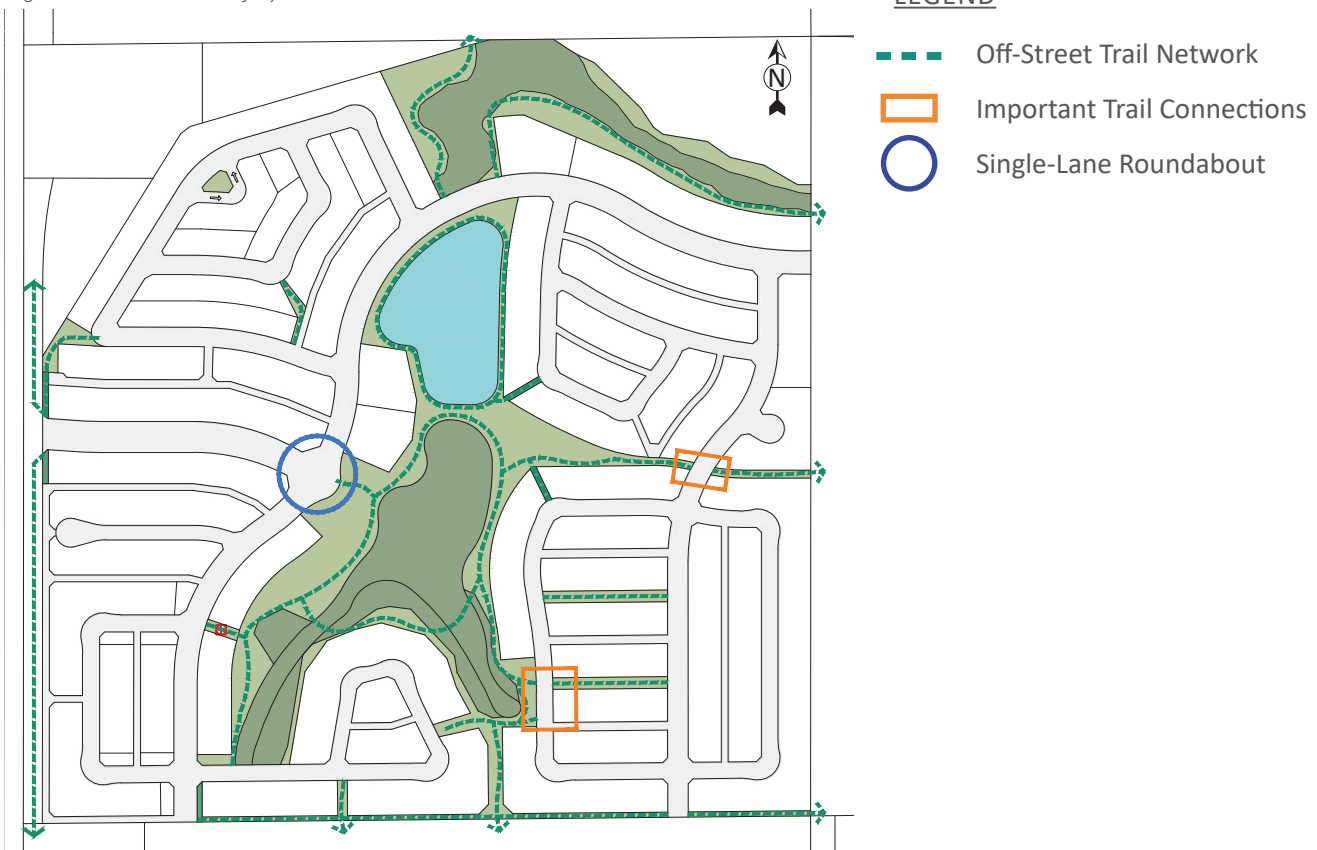 LEGEND
N
Off-Street Trail Network
Important Trail Connections
Single-Lane Roundabout